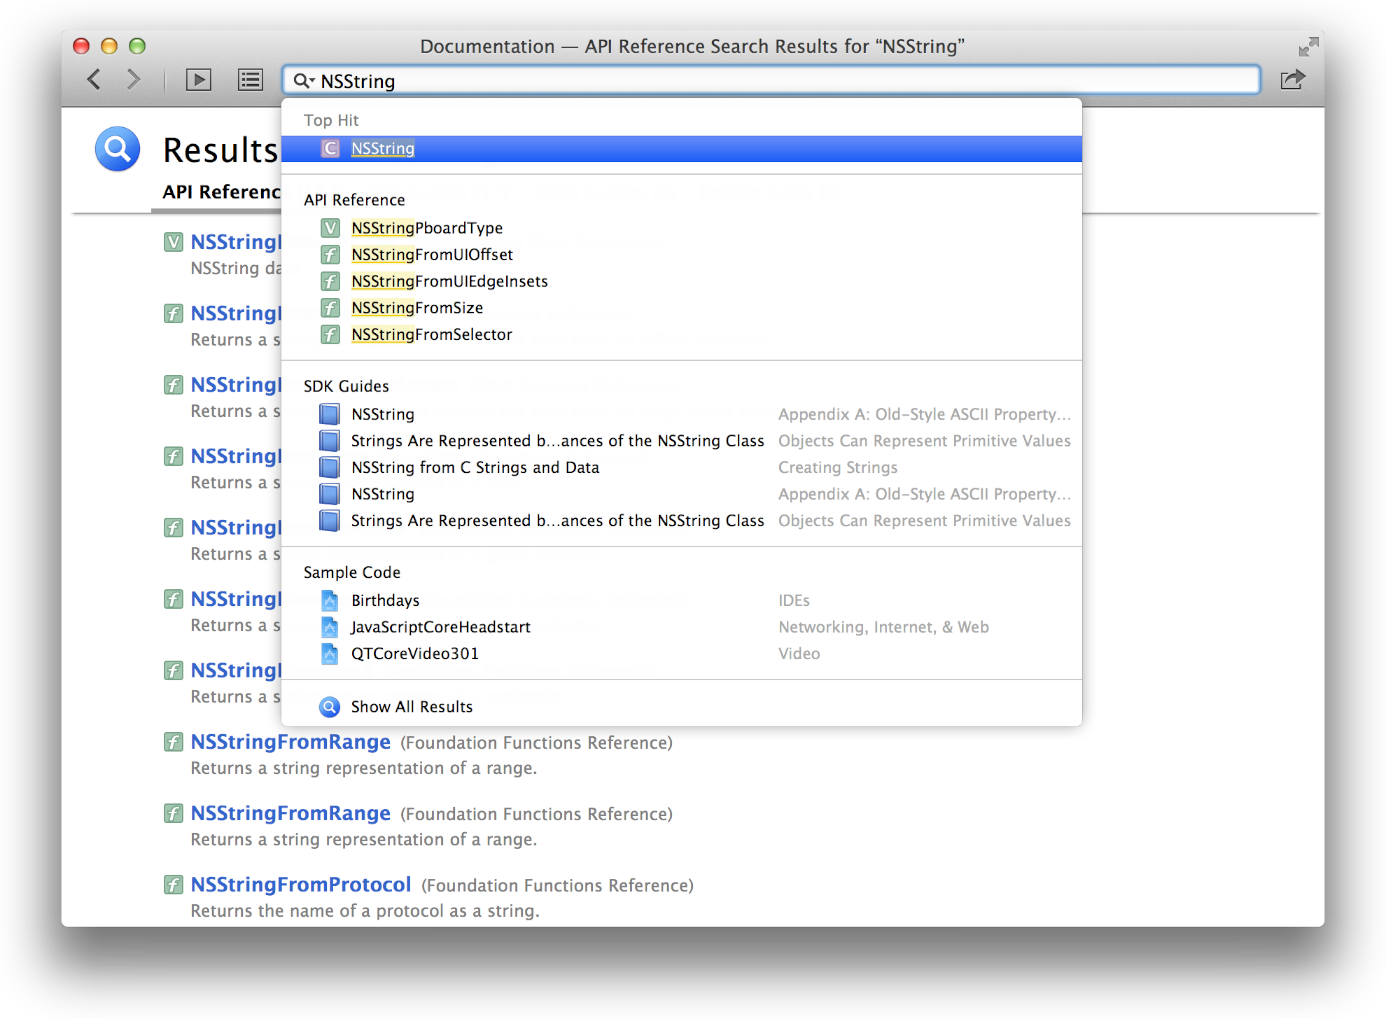 Documentation — API Reference Search Results for “NSString”
NSString
Top Hit
C NSString
API Reference
V NSStringPboardType
f NSStringFromUIOffset
f NSStringFromUIEdgeInsets
f NSStringFromSize
f NSStringFromSelector
SDK Guides
NSString Appendix A: Old-Style ASCII Property...
Strings Are Represented b...ances of the NSString Class Objects Can Represent Primitive Values
NSString from C Strings and Data Creating Strings
NSString Appendix A: Old-Style ASCII Property...
Strings Are Represented b...ances of the NSString Class Objects Can Represent Primitive Values
Sample Code
Birthdays IDEs
JavaScriptCoreHeadstart Networking, Internet, & Web
QTCoreVideo301 Video
Show All Results
Results
API Referenc
V NSString
NSString da
f NSString
Returns a s
f NSString
Returns a s
f NSString
Returns a s
f NSString
Returns a s
f NSString
Returns a s
f NSString
Returns a s
f NSStringFromRange (Foundation Functions Reference)
Returns a string representation of a range.
f NSStringFromRange (Foundation Functions Reference)
Returns a string representation of a range.
f NSStringFromProtocol (Foundation Functions Reference)
Returns the name of a protocol as a string.